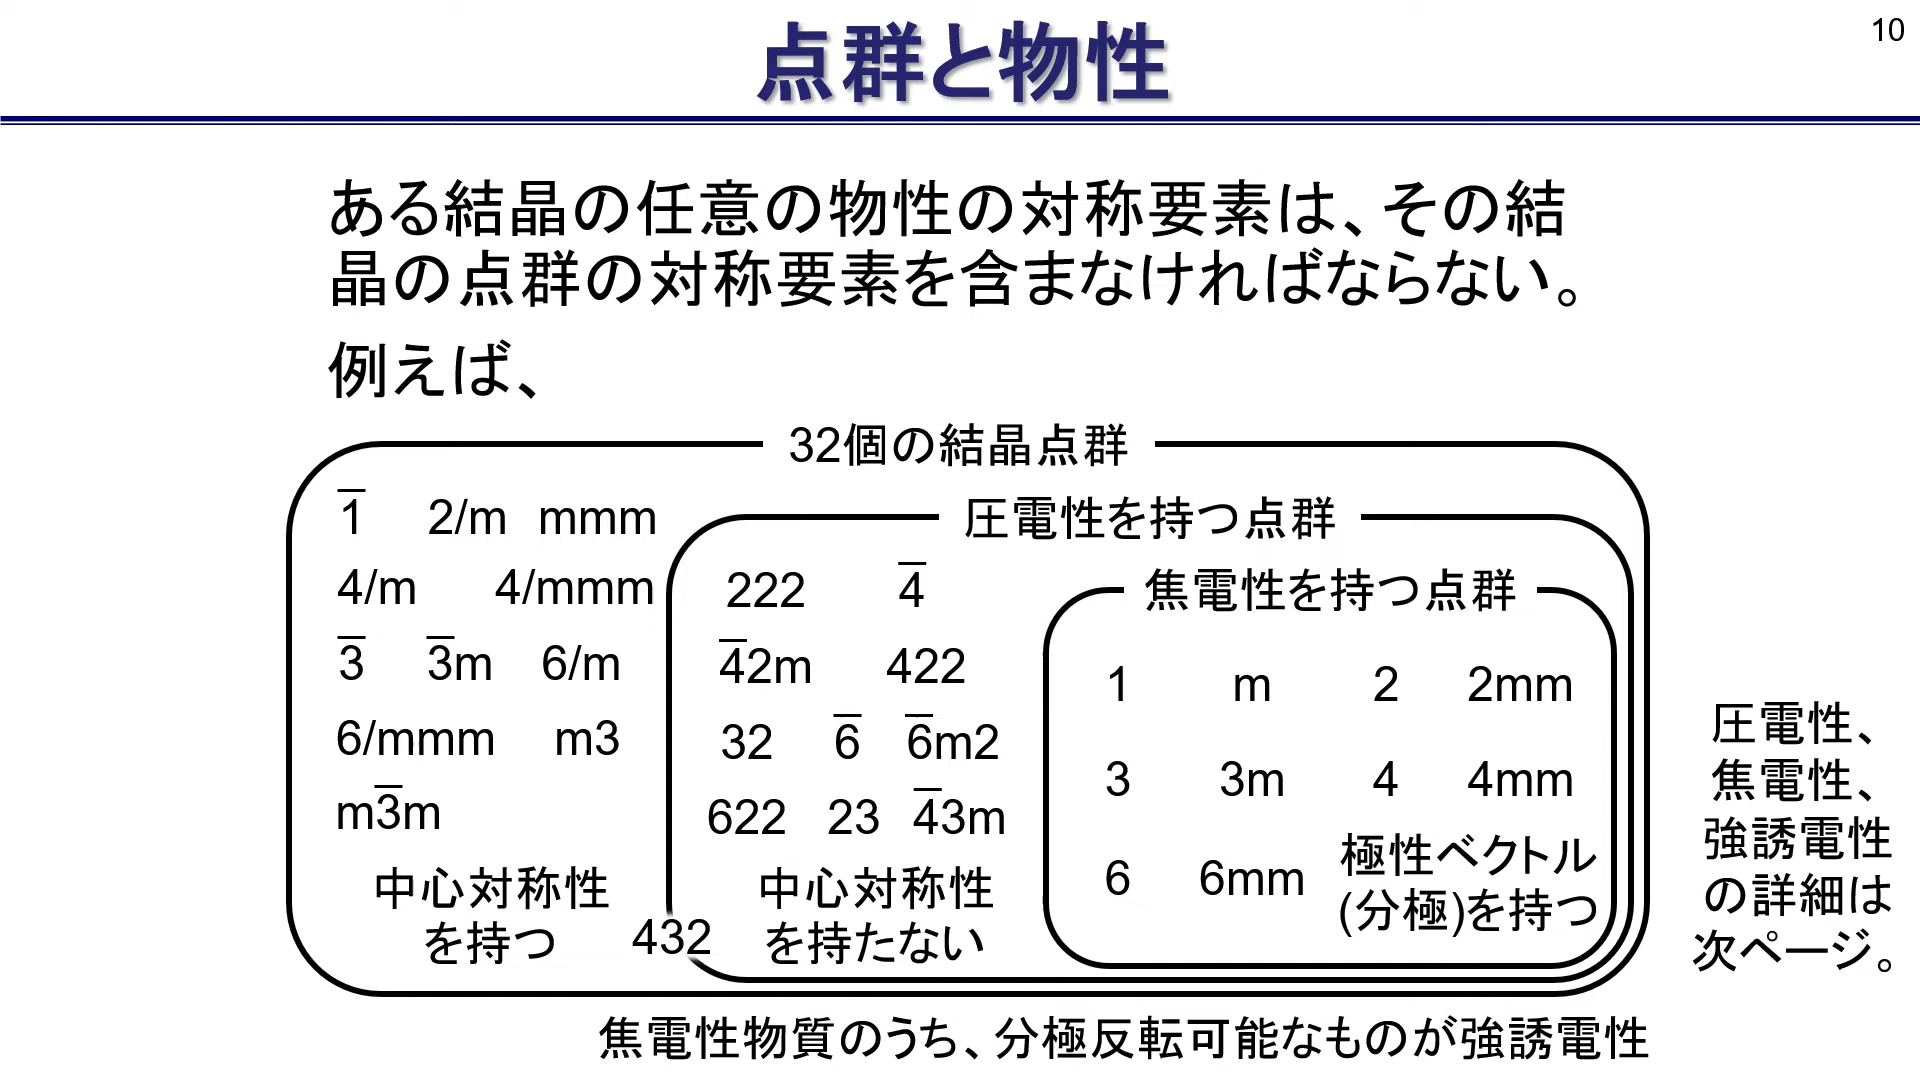 点群と物性
10
ある結晶の任意の物性の対称要素は、その結
晶の点群の対称要素を含まなければならない。
例えば、
32個の結晶点群
1̅ 2/m mmm
4/m 4/mmm
3̅ 3̅m 6/m
6/mmm m3
m3̅m
中心対称性
を持つ
432
圧電性を持つ点群
222 4̅
4̅2m 422
32 6̅ 6̅m2
622 23 4̅3m
中心対称性
を持たない
焦電性を持つ点群
1 m 2 2mm
3 3m 4 4mm
6 6mm
極性ベクトル
(分極)を持つ
圧電性、
焦電性、
強誘電性
の詳細は
次ページ。
焦電性物質のうち、分極反転可能なものが強誘電性